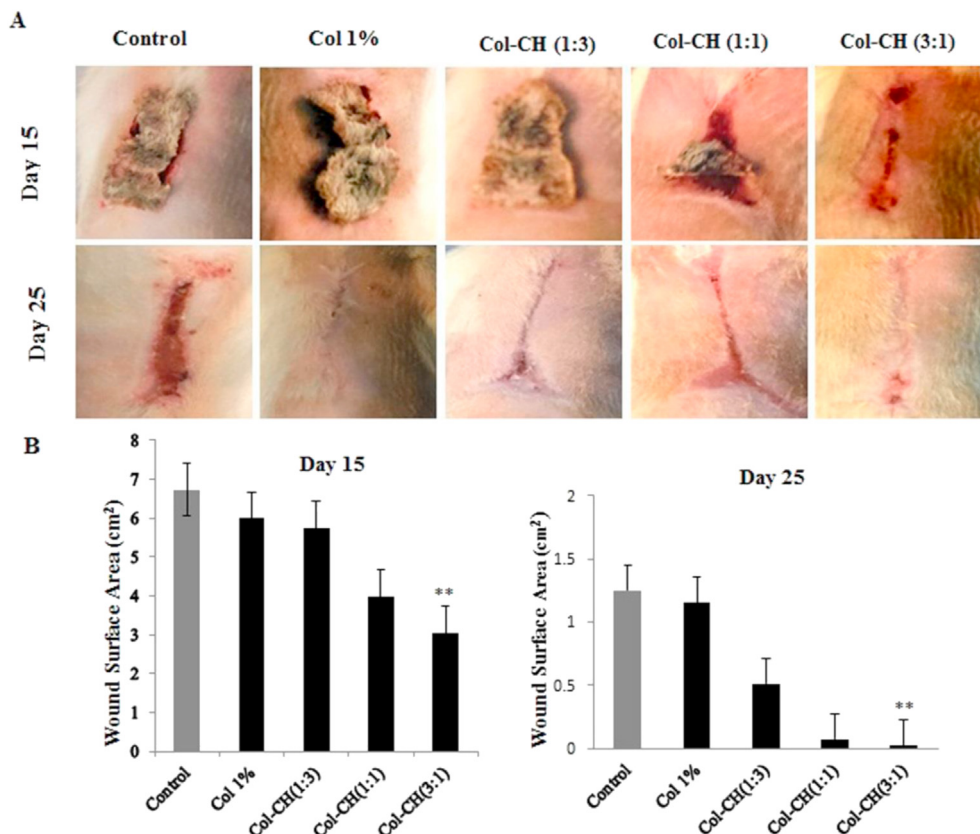 A
Control
Col 1%
Col-CH (1:3)
Col-CH (1:1)
Col-CH (3:1)
Day 15
Day 25
B
Day 15
Wound Surface Area (cm²)
8
7
6
5
4
3
2
1
0
**
Control
Col 1%
Col-CH(1:3)
Col-CH(1:1)
Col-CH(3:1)
Day 25
Wound Surface Area (cm²)
2
1.5
1
0.5
0
**
Control
Col 1%
Col-CH(1:3)
Col-CH(1:1)
Col-CH(3:1)